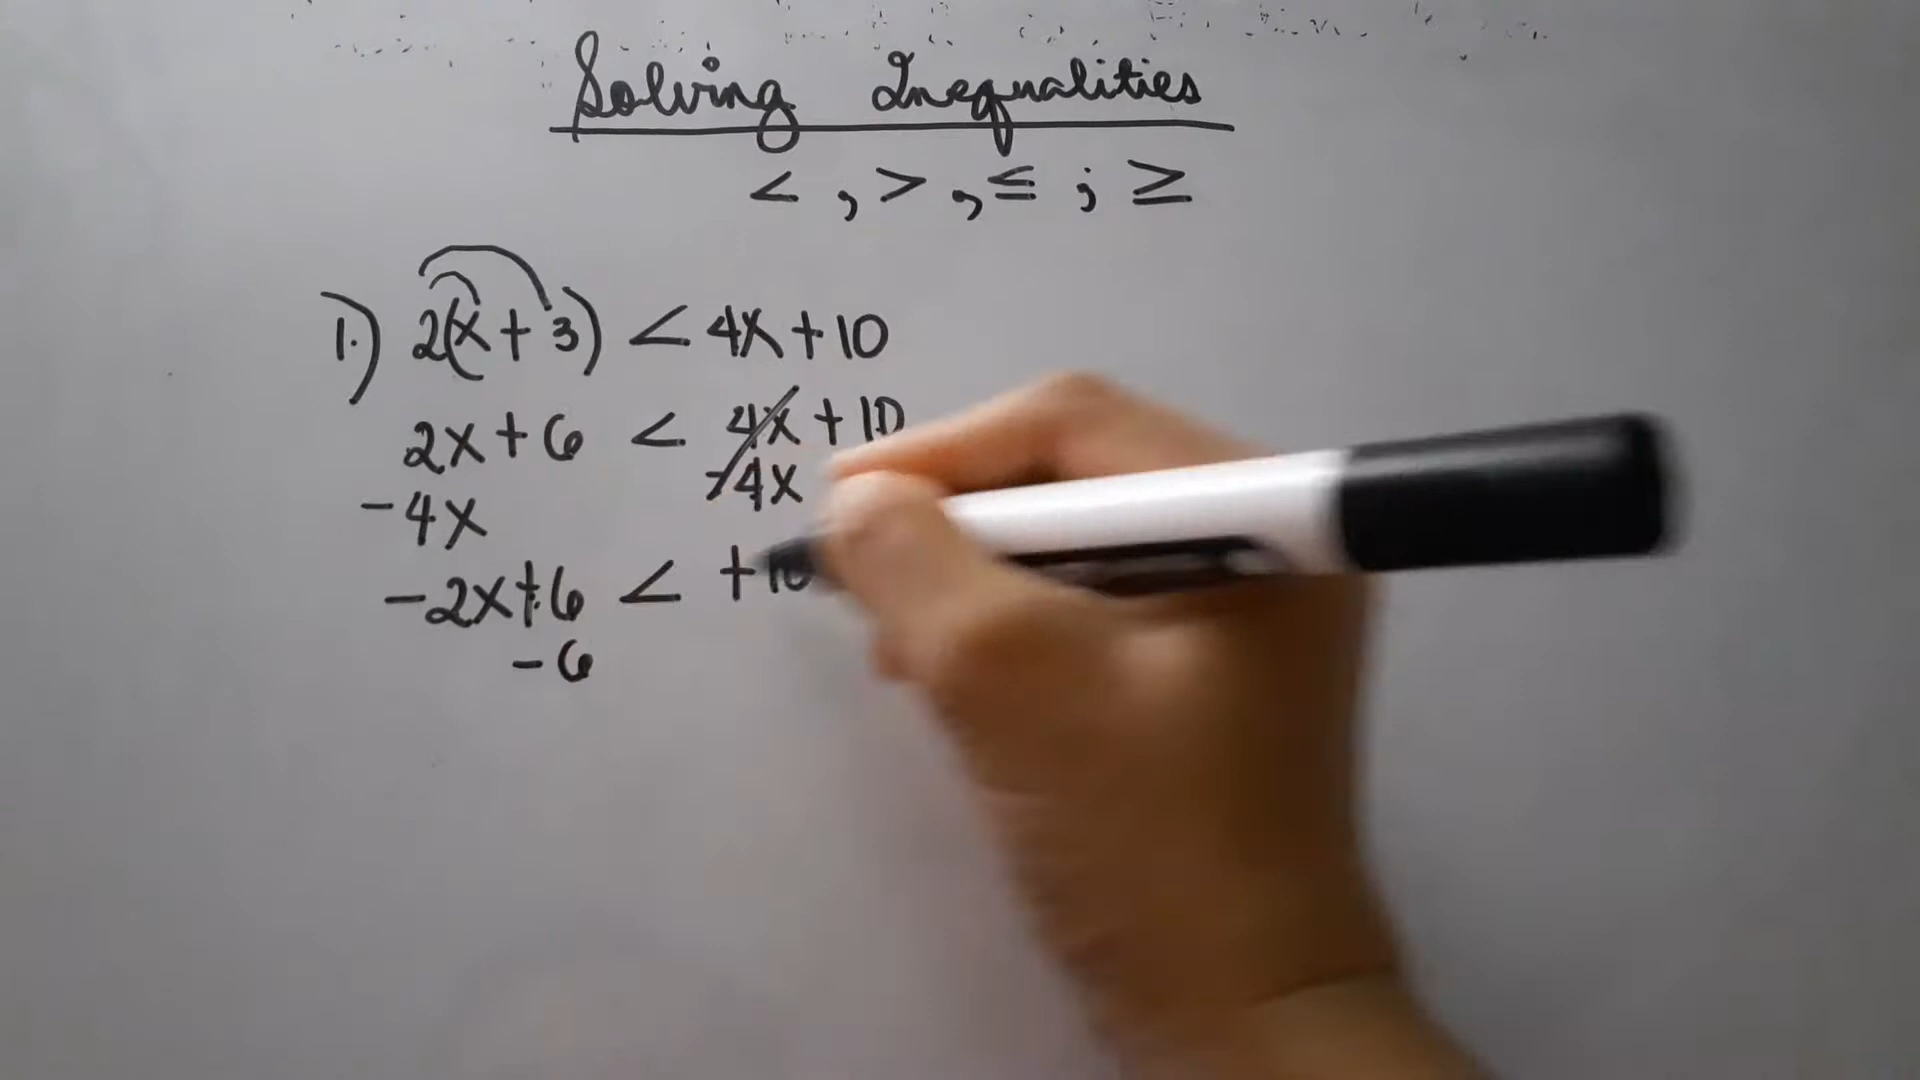 Solving Inequalities
< , > , ≤ ; ≥
1.) 2(x + 3) < 4x + 10
2x + 6 < 4x + 10
-4x -4x
-2x + 6 < + 10
-6